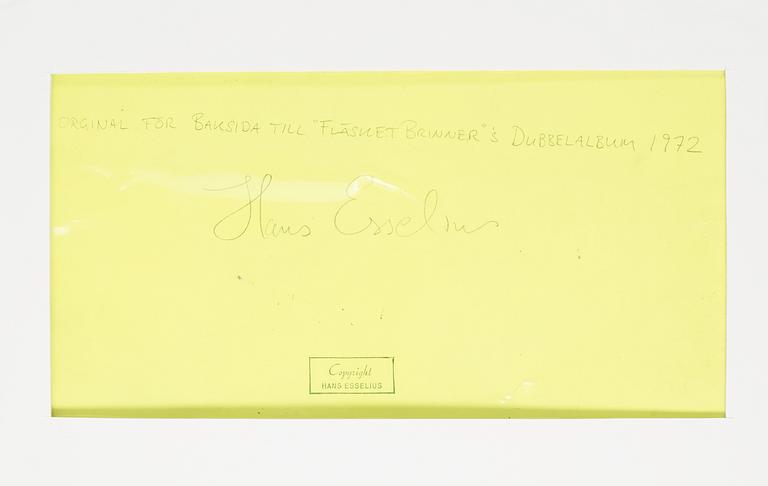 ORGINAL FÖR BAKSIDA TILL "FLÄSKET BRINNER"'S DUBBELALBUM 1972
Hans Esselius
Copyright
HANS ESSELIUS